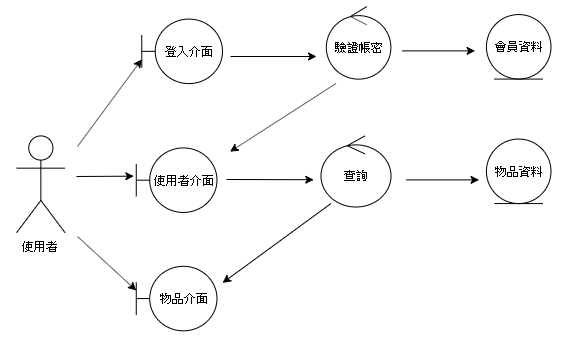 登入介面
驗證帳密
會員資料
使用者
使用者介面
查詢
物品資料
物品介面